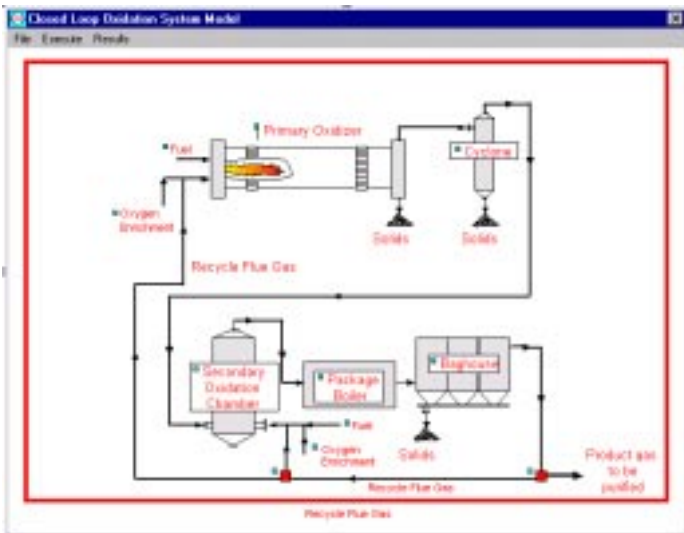 Closed Loop Oxidation System Model
File Execute Results
Primary Oxidizer
Fuel
Cyclone
Oxygen
Enrichment
Solids
Solids
Recycle Flue Gas
Secondary
Oxidation
Chamber
Package
Boiler
Baghouse
Fuel
Oxygen
Enrichment
Solids
Product gas
to be
purified
Recycle Flue Gas
Recycle Flue Gas